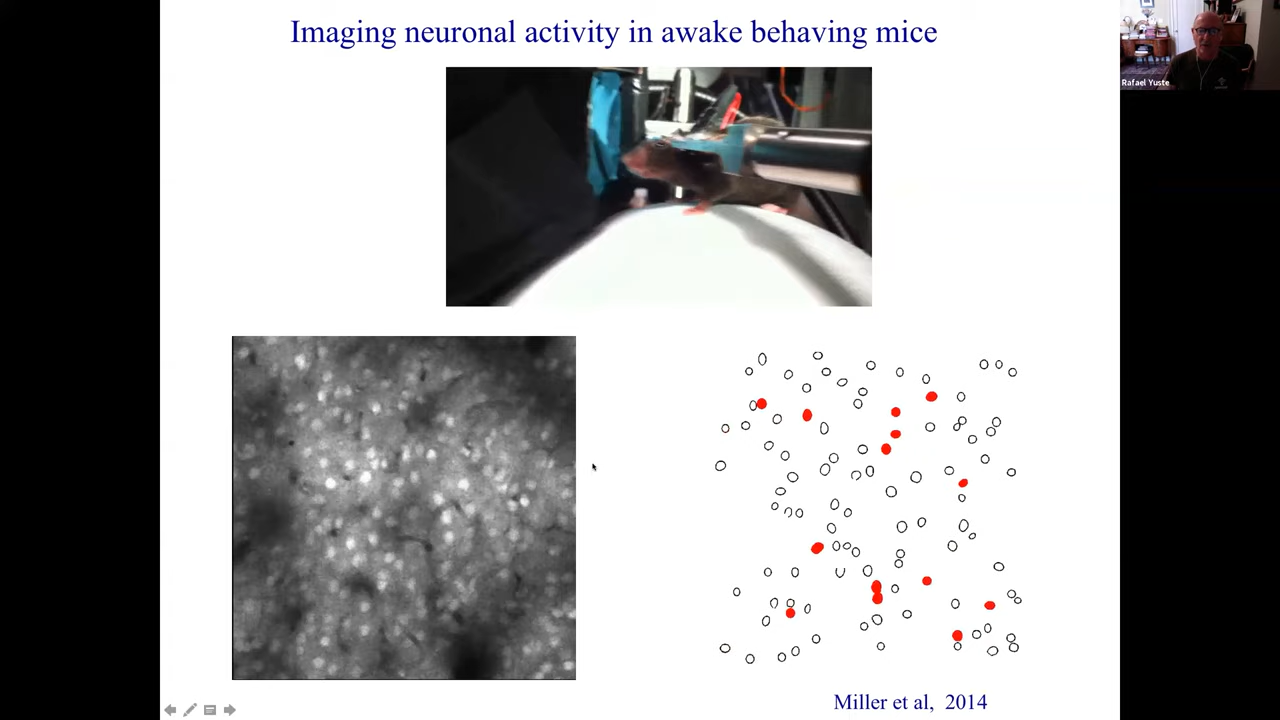 Imaging neuronal activity in awake behaving mice
Rafael Yuste
Miller et al, 2014